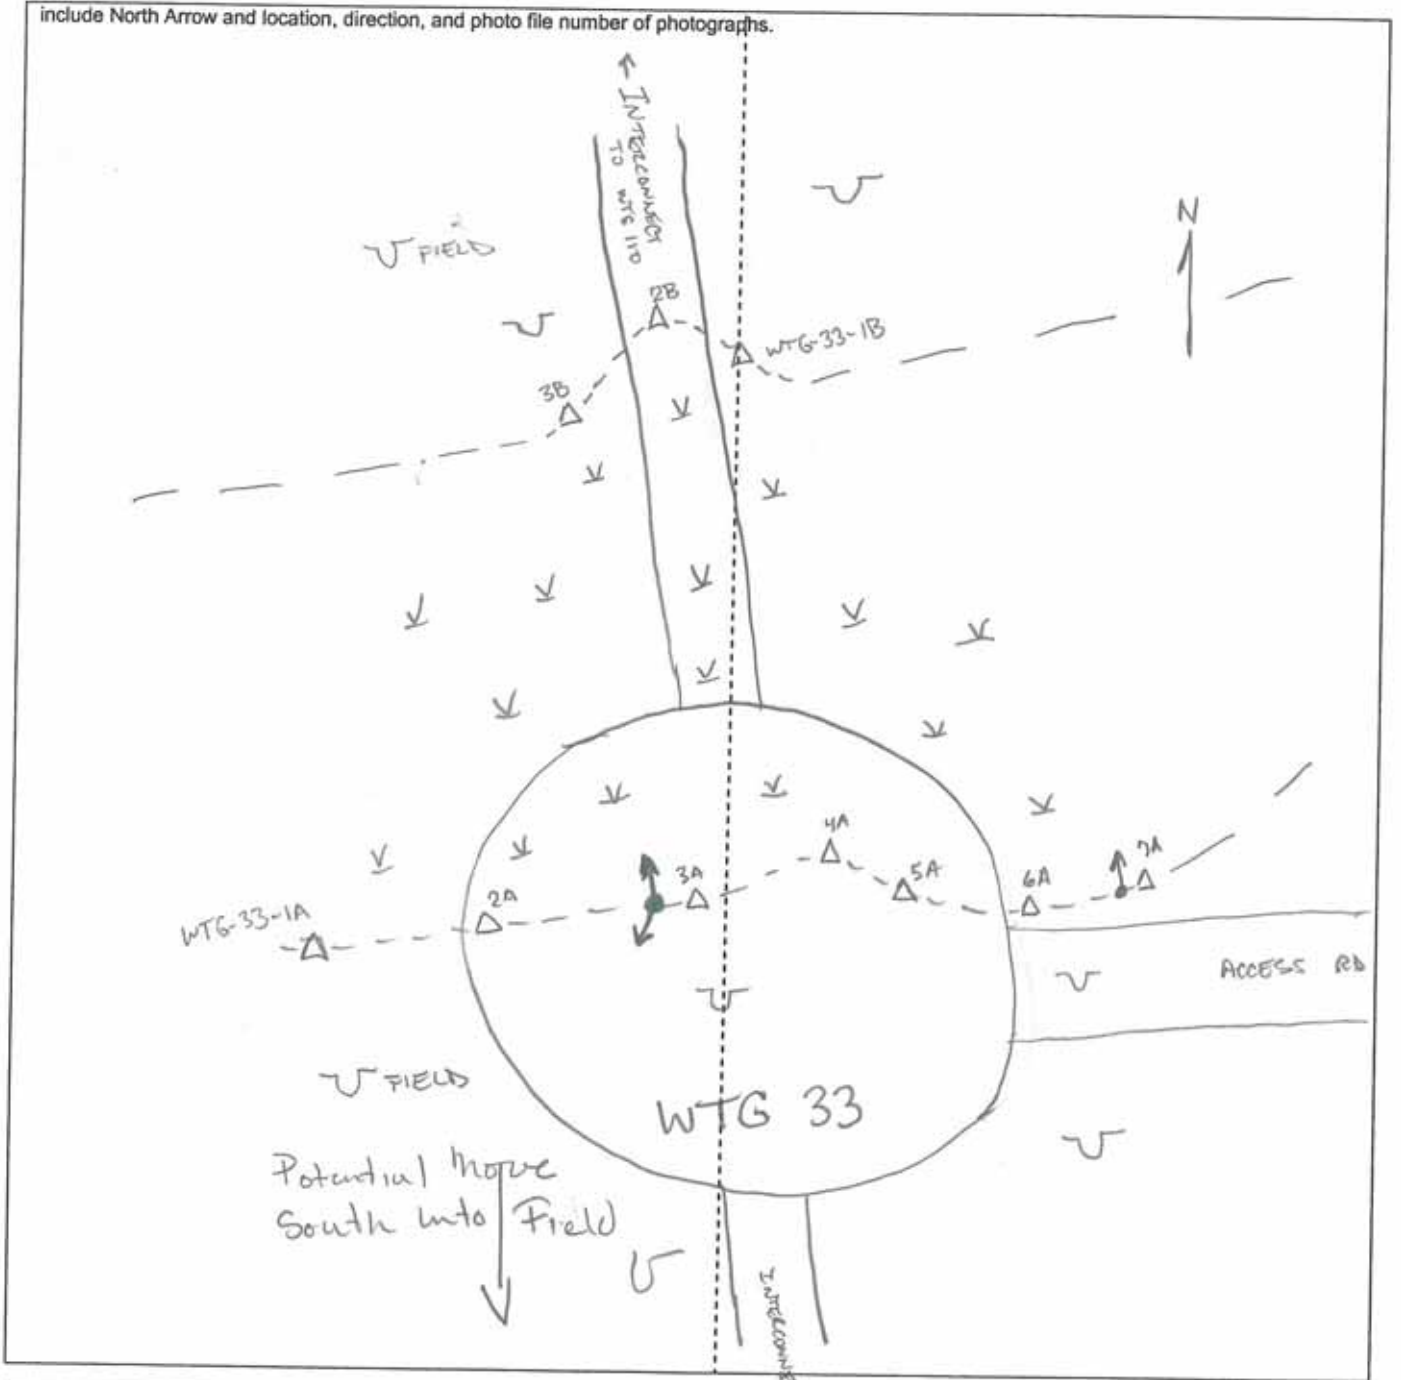 include North Arrow and location, direction, and photo file number of photographs.
← INTERCONNECT
TO WTG 110
N
U FIELD
2B
WTG-33-1B
3B
4A
3A
5A
7A
6A
2A
WTG-33-1A
ACCESS RD
U FIELD
WTG 33
Potential Move
South into Field
INTERCONNE